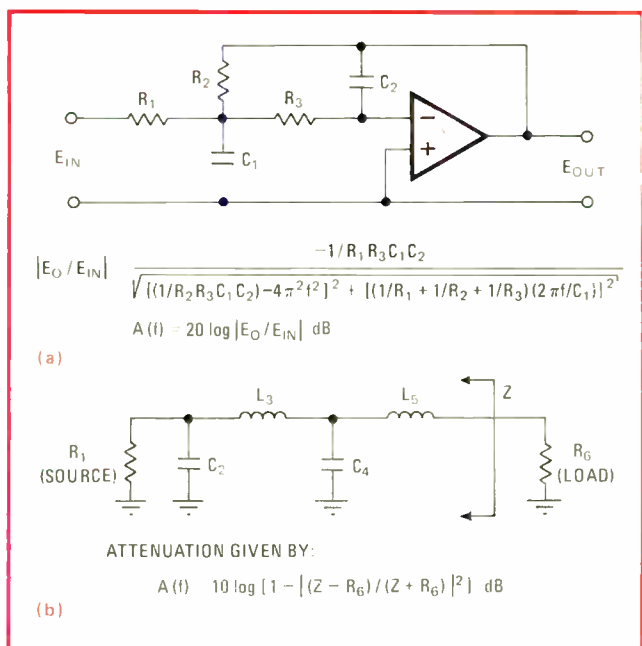 R2
C2
R1
R3
−
+
EIN
C1
EOUT
|EO/EIN|
−1/R1R3C1C2
√{[(1/R2R3C1C2)−4π²f²]² + [(1/R1 + 1/R2 + 1/R3)(2πf/C1)]²}
A(f) = 20 log |EO/EIN| dB
(a)
L3
L5
Z
R1
(SOURCE)
C2
C4
R6
(LOAD)
ATTENUATION GIVEN BY:
A(f) 10 log [1 − |(Z − R6)/(Z + R6)|²] dB
(b)